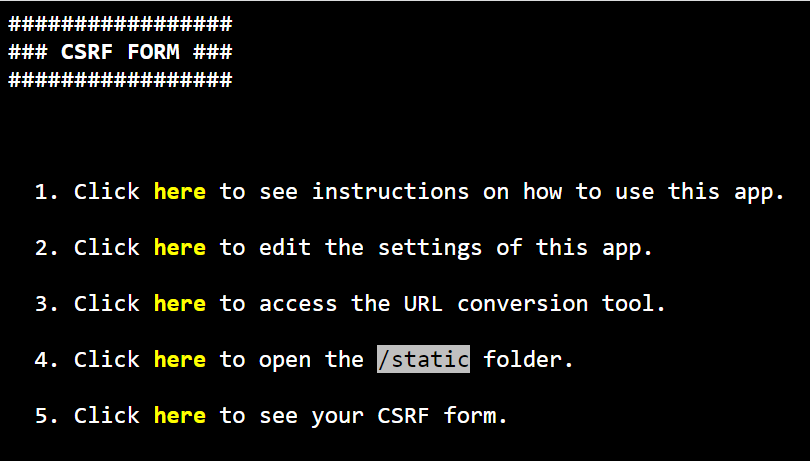 #################
### CSRF FORM ###
#################
1. Click here to see instructions on how to use this app.
2. Click here to edit the settings of this app.
3. Click here to access the URL conversion tool.
4. Click here to open the /static folder.
5. Click here to see your CSRF form.